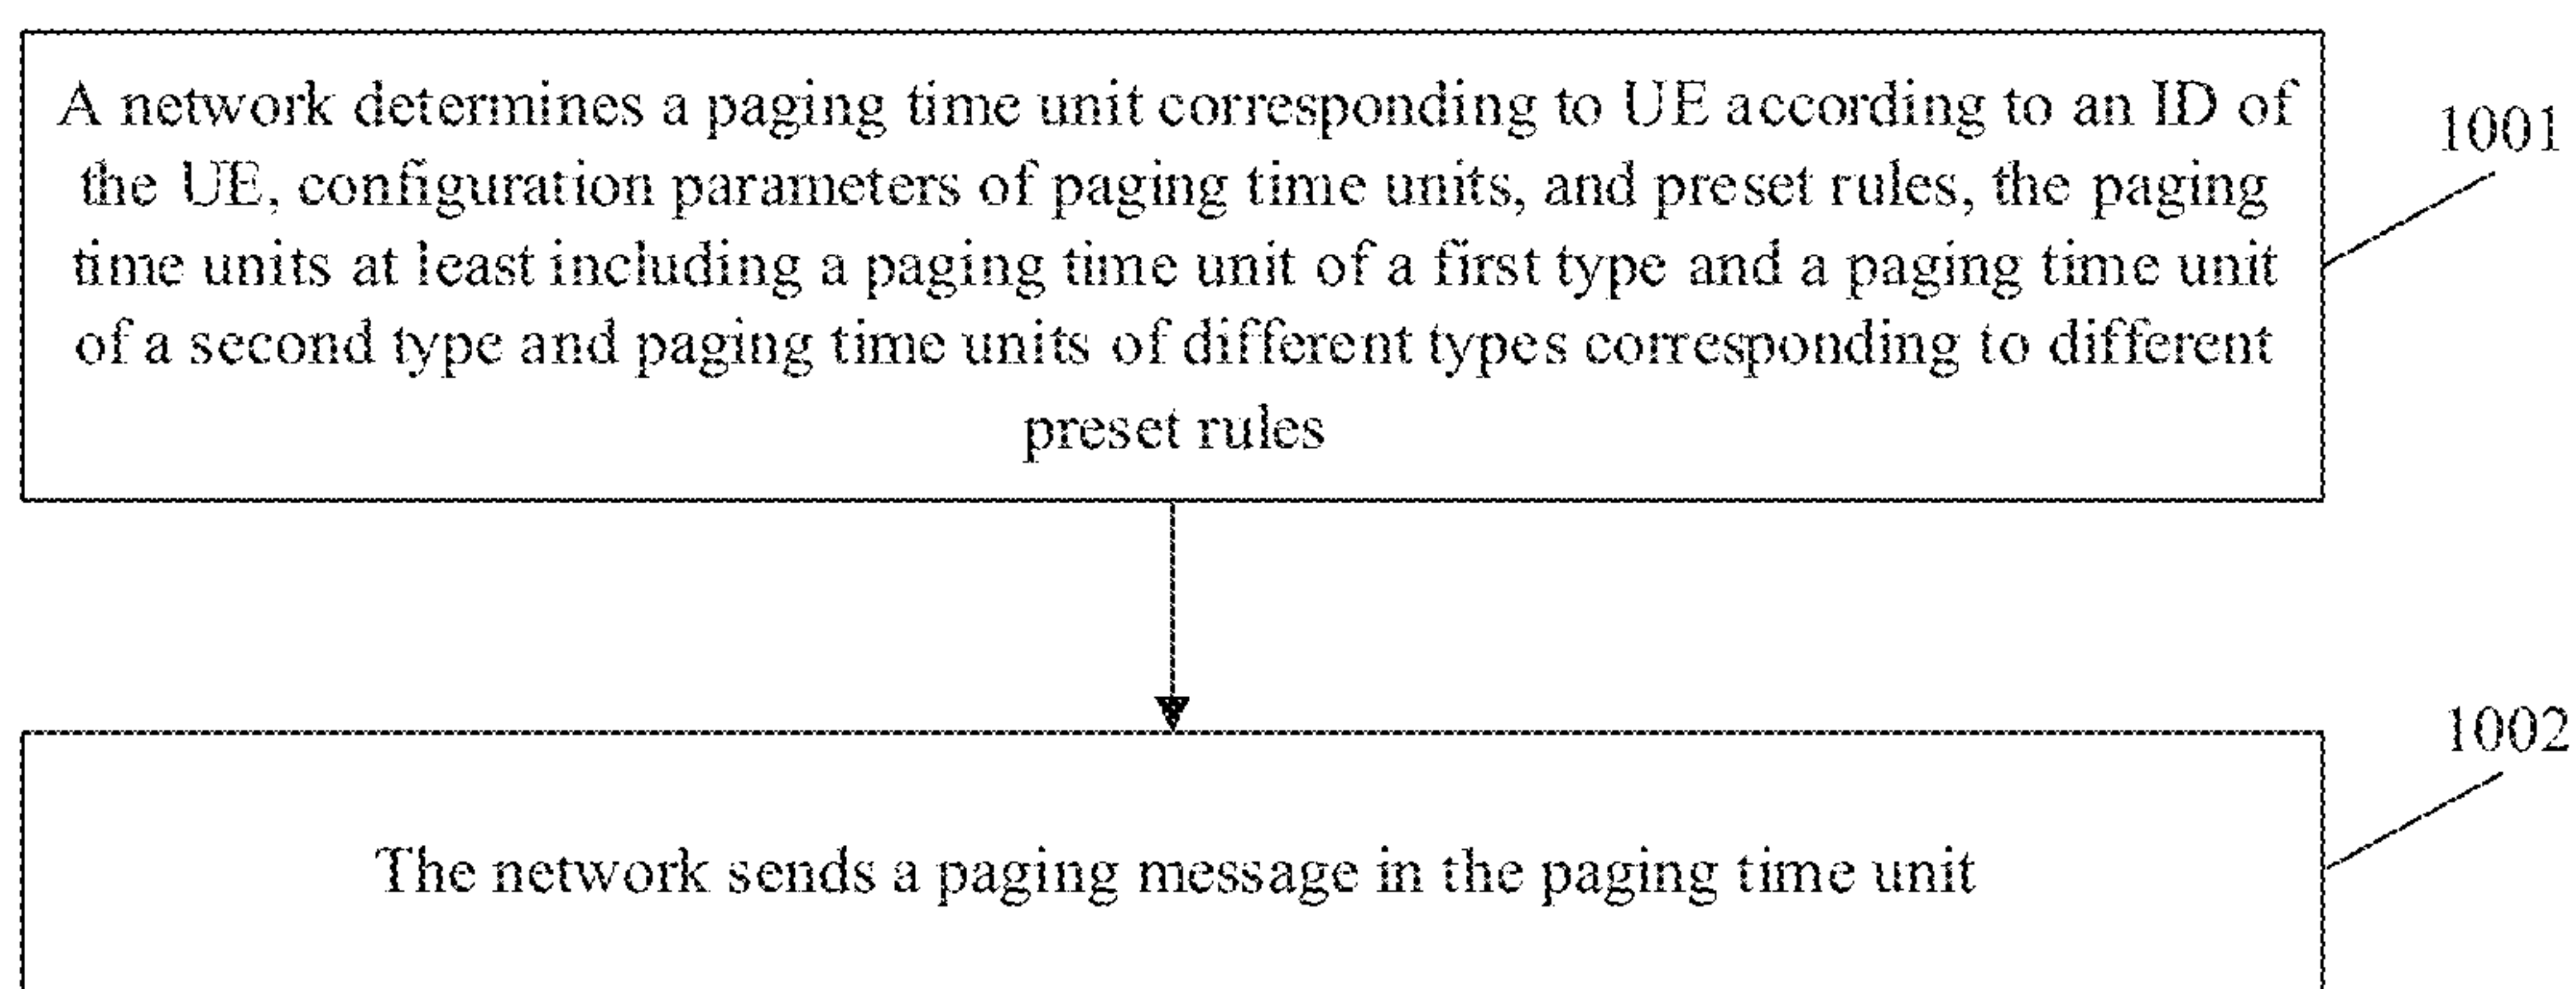 A network determines a paging time unit corresponding to UE according to an ID of
the UE, configuration parameters of paging time units, and preset rules, the paging
time units at least including a paging time unit of a first type and a paging time unit
of a second type and paging time units of different types corresponding to different
preset rules
1001
The network sends a paging message in the paging time unit
1002